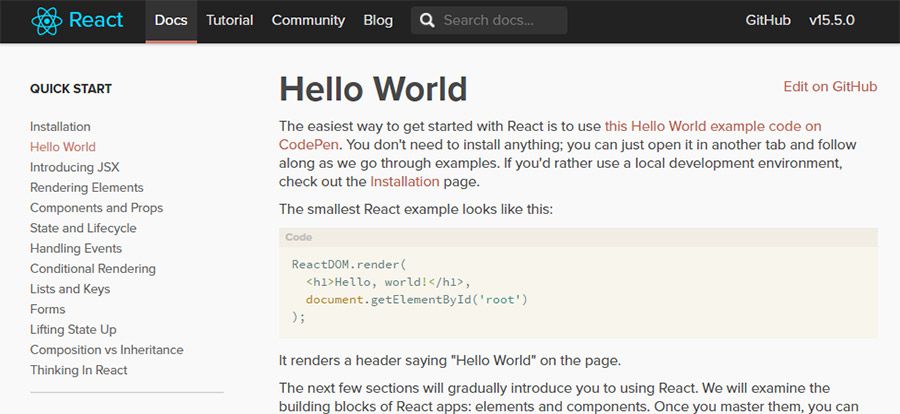 React Docs Tutorial Community Blog Search docs... GitHub v15.5.0
QUICK START
Installation
Hello World
Introducing JSX
Rendering Elements
Components and Props
State and Lifecycle
Handling Events
Conditional Rendering
Lists and Keys
Forms
Lifting State Up
Composition vs Inheritance
Thinking In React
Hello World
Edit on GitHub
The easiest way to get started with React is to use this Hello World example code on
CodePen. You don't need to install anything; you can just open it in another tab and follow
along as we go through examples. If you'd rather use a local development environment,
check out the Installation page.
The smallest React example looks like this:
Code
ReactDOM.render(
  <h1>Hello, world!</h1>,
  document.getElementById('root')
);
It renders a header saying "Hello World" on the page.
The next few sections will gradually introduce you to using React. We will examine the
building blocks of React apps: elements and components. Once you master them, you can